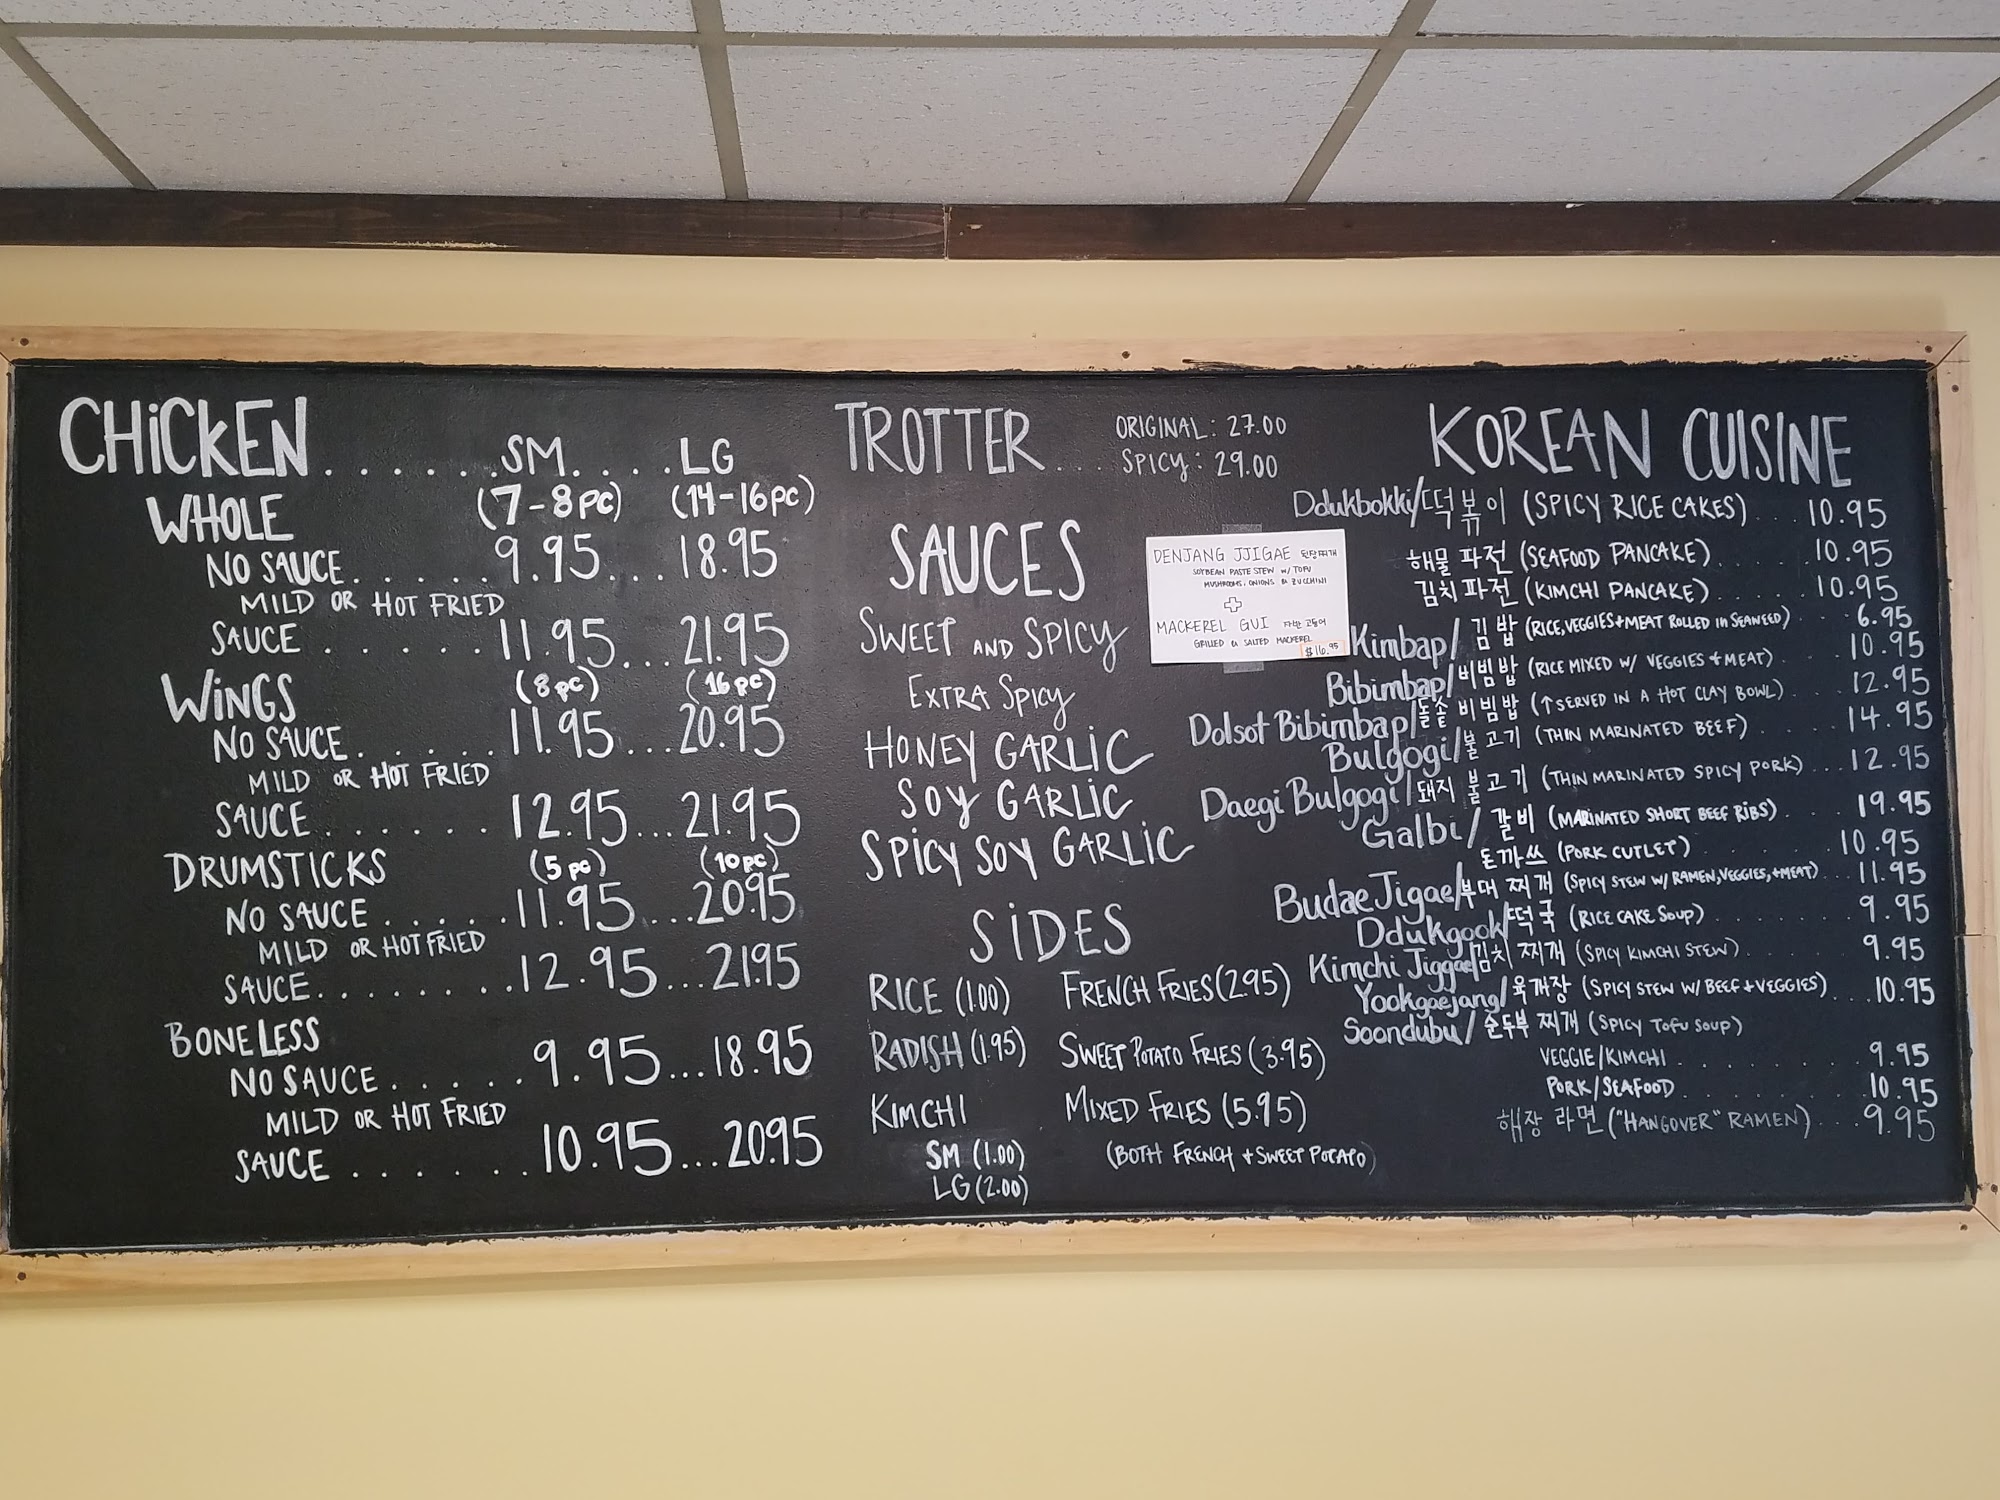 CHICKEN . . . . . . SM . . . . LG
(7-8pc) (14-16pc)
WHOLE
NO SAUCE . . . . . 9.95 . . . 18.95
MILD OR HOT FRIED
SAUCE . . . . . . 11.95 . . . 21.95
WINGS (8pc) (16pc)
NO SAUCE . . . . . 11.95 . . . 20.95
MILD OR HOT FRIED
SAUCE . . . . . . 12.95 . . . 21.95
DRUMSTICKS (5pc) (10pc)
NO SAUCE . . . . . 11.95 . . . 20.95
MILD OR HOT FRIED
SAUCE . . . . . . . . 12.95 . . . 21.95
BONELESS
NO SAUCE . . . . . 9.95 . . . 18.95
MILD OR HOT FRIED
SAUCE . . . . . . 10.95 . . . 20.95
TROTTER . . . ORIGINAL: 27.00
SPICY: 29.00
SAUCES
SWEET AND SPICY
EXTRA SPICY
HONEY GARLIC
SOY GARLIC
SPICY SOY GARLIC
DENJANG JJIGAE 된장찌개
SOYBEAN PASTE STEW W/ TOFU
MUSHROOMS, ONIONS & ZUCCHINI
+
MACKEREL GUI 자반 고등어
GRILLED & SALTED MACKEREL
$16.95
SIDES
RICE (1.00) FRENCH FRIES (2.95)
RADISH (1.95) SWEET POTATO FRIES (3.95)
KIMCHI MIXED FRIES (5.95)
SM (1.00) (BOTH FRENCH + SWEET POTATO)
LG (2.00)
KOREAN CUISINE
Ddukbokki/떡볶이 (SPICY RICE CAKES) . . . 10.95
해물 파전 (SEAFOOD PANCAKE) . . . . . 10.95
김치 파전 (KIMCHI PANCAKE) . . . . . 10.95
Kimbap/김밥 (RICE, VEGGIES + MEAT ROLLED IN SEAWEED) . . . 6.95
Bibimbap/비빔밥 (RICE MIXED W/ VEGGIES + MEAT) . . . . 10.95
Dolsot Bibimbap/돌솥 비빔밥 (↑ SERVED IN A HOT CLAY BOWL) . . . 12.95
Bulgogi/불고기 (THIN MARINATED BEEF) . . . . . 14.95
Daegi Bulgogi/돼지 불고기 (THIN MARINATED SPICY PORK) . . . 12.95
Galbi/갈비 (MARINATED SHORT BEEF RIBS) . . . . 19.95
돈까쓰 (PORK CUTLET) . . . . . . 10.95
Budae Jigae/부대 찌개 (SPICY STEW W/ RAMEN, VEGGIES, + MEAT) . . . 11.95
Ddukgook/떡국 (RICE CAKE SOUP) . . . . . . 9.95
Kimchi Jiggae/김치 찌개 (SPICY KIMCHI STEW) . . . . . 9.95
Yookgaejang/육개장 (SPICY STEW W/ BEEF + VEGGIES) . . . 10.95
Soondubu/순두부 찌개 (SPICY TOFU SOUP)
VEGGIE/KIMCHI . . . . . . . 9.95
PORK/SEAFOOD . . . . . . . 10.95
해장 라면 ("HANGOVER" RAMEN) . . . 9.95